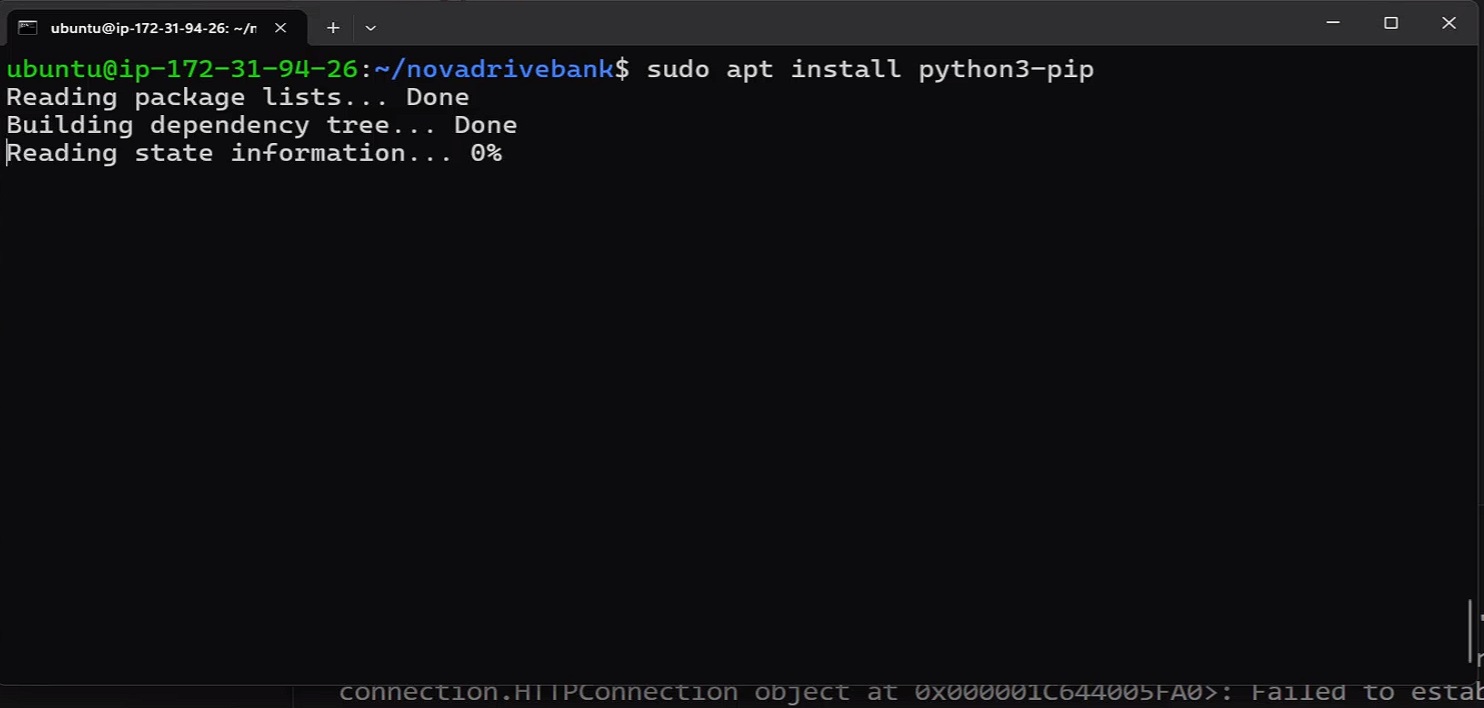 ubuntu@ip-172-31-94-26: ~/n
ubuntu@ip-172-31-94-26:~/novadrivebank$ sudo apt install python3-pip
Reading package lists... Done
Building dependency tree... Done
Reading state information... 0%
connection.HTTPConnection object at 0x000001C644005FA0>: Failed to estab